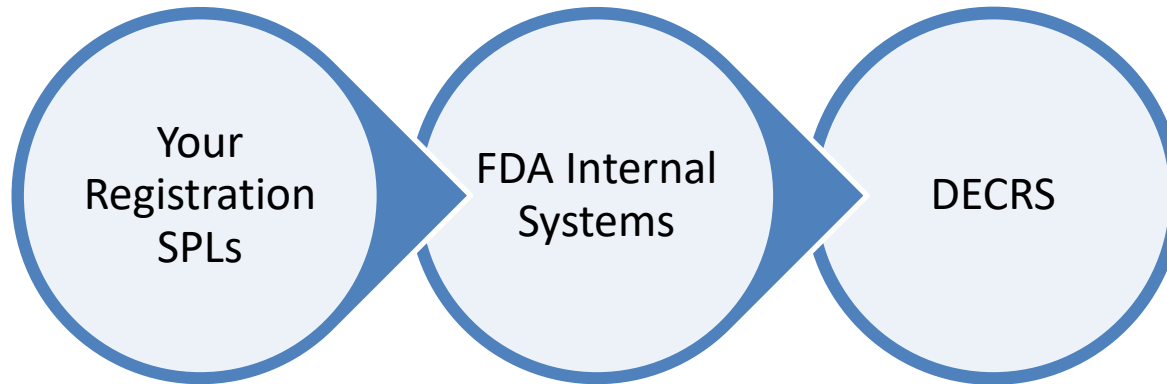 Your
Registration
SPLs
FDA Internal
Systems
DECRS